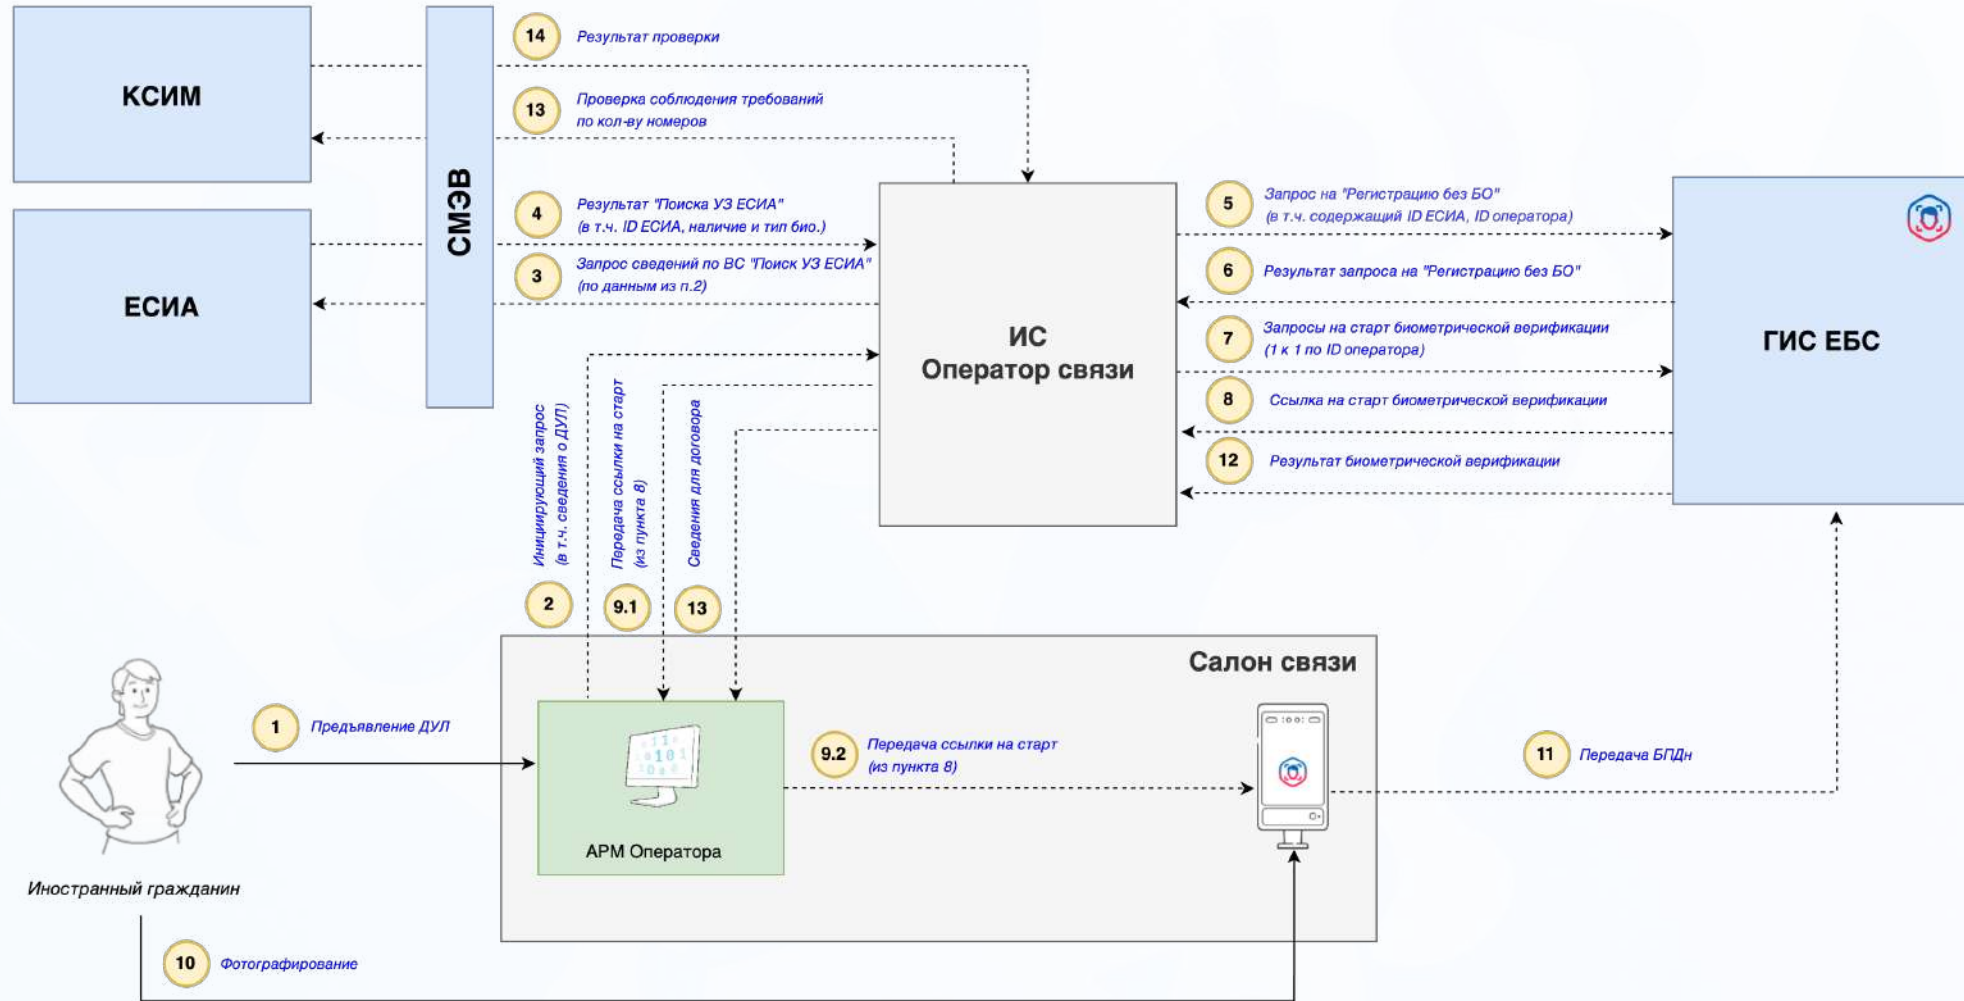 КСИМ
ЕСИА
СМЭВ
14
Результат проверки
13
Проверка соблюдения требований
по кол-ву номеров
4
Результат "Поиска УЗ ЕСИА"
(в т.ч. ID ЕСИА, наличие и тип био.)
3
Запрос сведений по ВС "Поиск УЗ ЕСИА"
(по данным из п.2)
ИС
Оператор связи
5
Запрос на "Регистрацию без БО"
(в т.ч. содержащий ID ЕСИА, ID оператора)
6
Результат запроса на "Регистрацию без БО"
7
Запросы на старт биометрической верификации
(1 к 1 по ID оператора)
8
Ссылка на старт биометрической верификации
12
Результат биометрической верификации
ГИС ЕБС
Инициирующий запрос
(в т.ч. сведения о ДУЛ)
2
Передача ссылки на старт
(из пункта 8)
9.1
Сведения для договора
13
Салон связи
1
Предъявление ДУЛ
АРМ Оператора
9.2
Передача ссылки на старт
(из пункта 8)
11
Передача БПДн
Иностранный гражданин
10
Фотографирование